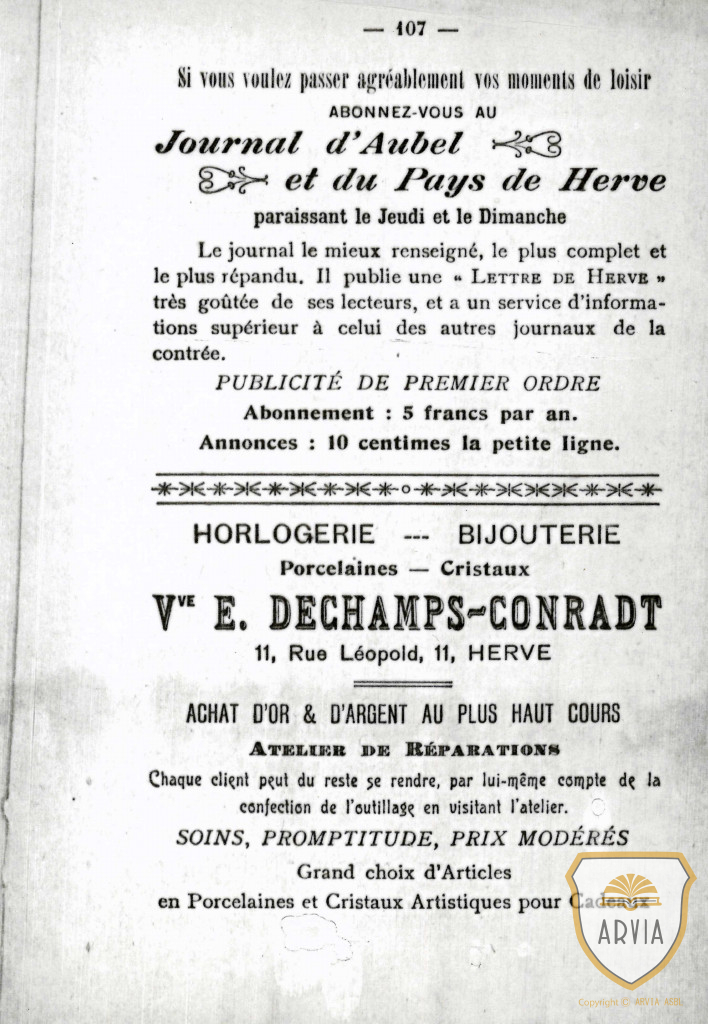 — 107 —
Si vous voulez passer agréablement vos moments de loisir
ABONNEZ-VOUS AU
Journal d'Aubel
et du Pays de Herve
paraissant le Jeudi et le Dimanche
Le journal le mieux renseigné, le plus complet et
le plus répandu. Il publie une “ LETTRE DE HERVE ”
très goûtée de ses lecteurs, et a un service d'informa-
tions supérieur à celui des autres journaux de la
contrée.
PUBLICITÉ DE PREMIER ORDRE
Abonnement : 5 francs par an.
Annonces : 10 centimes la petite ligne.
HORLOGERIE --- BIJOUTERIE
Porcelaines — Cristaux
Vve E. DECHAMPS-CONRADT
11, Rue Léopold, 11, HERVE
ACHAT D'OR & D'ARGENT AU PLUS HAUT COURS
ATELIER DE RÉPARATIONS
Chaque client peut du reste se rendre, par lui-même compte de la
confection de l'outillage en visitant l'atelier.
SOINS, PROMPTITUDE, PRIX MODÉRÉS
Grand choix d'Articles
en Porcelaines et Cristaux Artistiques pour Cadeaux
ARVIA
Copyright © ARVIA ASBL